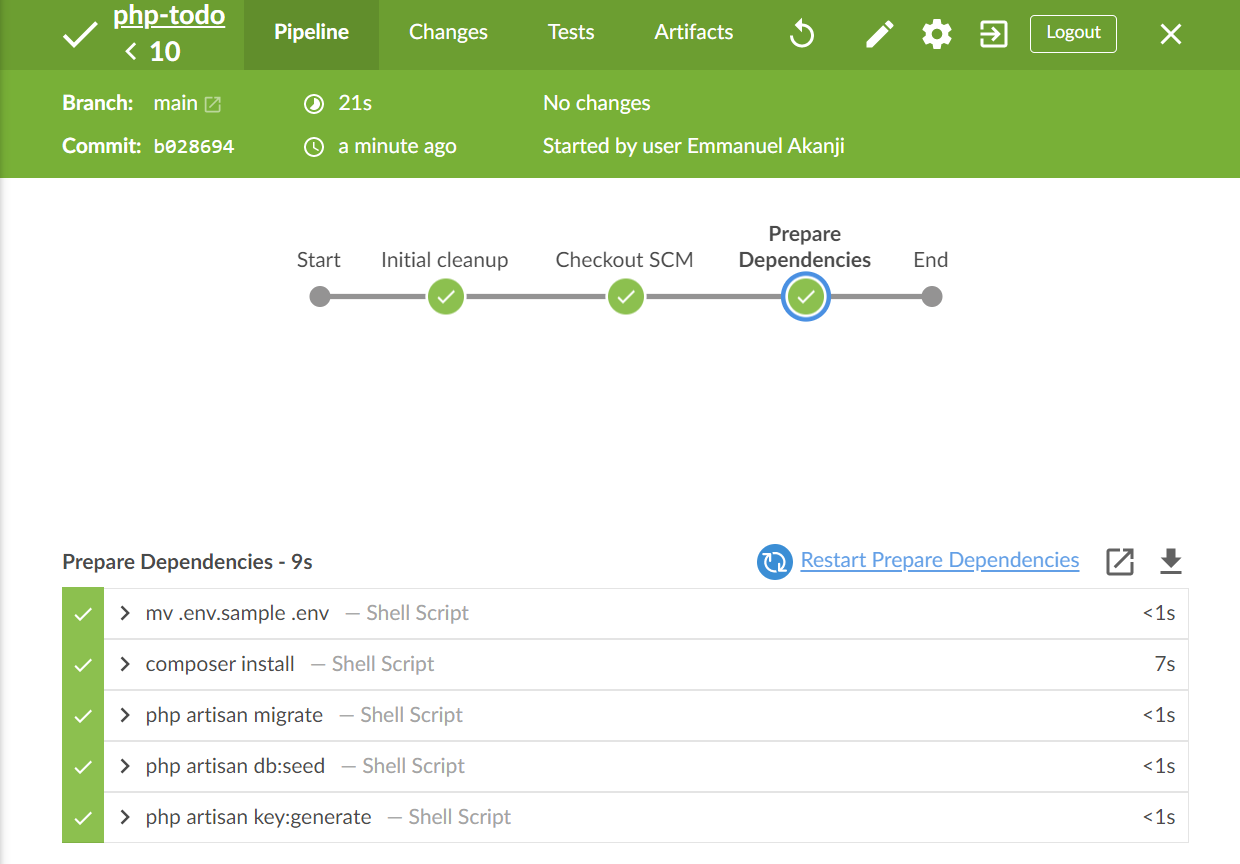 php-todo
< 10
Pipeline
Changes
Tests
Artifacts
Logout
Branch: main
21s
No changes
Commit: b028694
a minute ago
Started by user Emmanuel Akanji
Start
Initial cleanup
Checkout SCM
Prepare
Dependencies
End
Prepare Dependencies - 9s
Restart Prepare Dependencies
mv .env.sample .env — Shell Script <1s
composer install — Shell Script 7s
php artisan migrate — Shell Script <1s
php artisan db:seed — Shell Script <1s
php artisan key:generate — Shell Script <1s